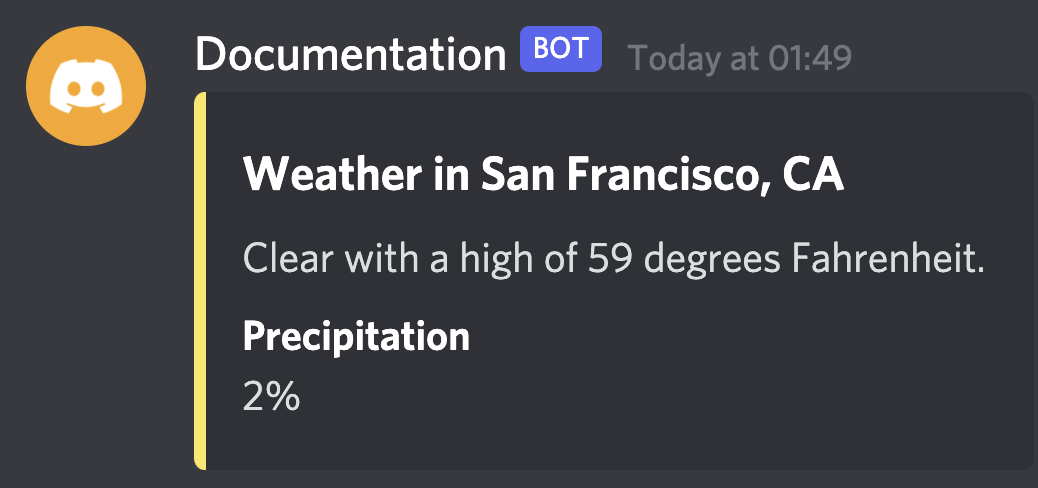 Documentation BOT Today at 01:49
Weather in San Francisco, CA
Clear with a high of 59 degrees Fahrenheit.
Precipitation
2%